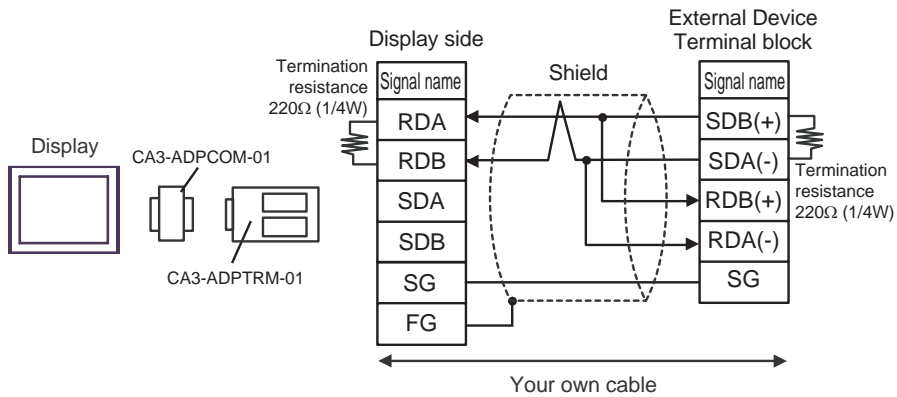 External Device
Terminal block
Display side
Termination
resistance
220Ω (1/4W)
Signal name
Shield
Signal name
RDA
SDB(+)
Display
CA3-ADPCOM-01
RDB
SDA(-)
Termination
resistance
220Ω (1/4W)
SDA
RDB(+)
SDB
RDA(-)
CA3-ADPTRM-01
SG
SG
FG
Your own cable